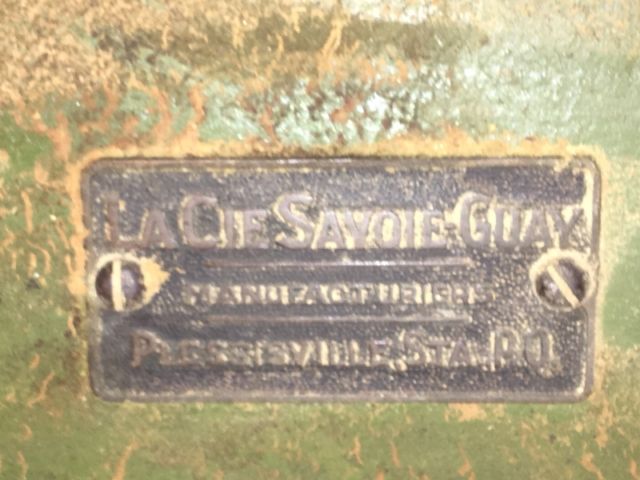 LA CIE SAVOIE-GUAY
MANUFACTURIERS
PLESSISVILLE, STA. P.Q.